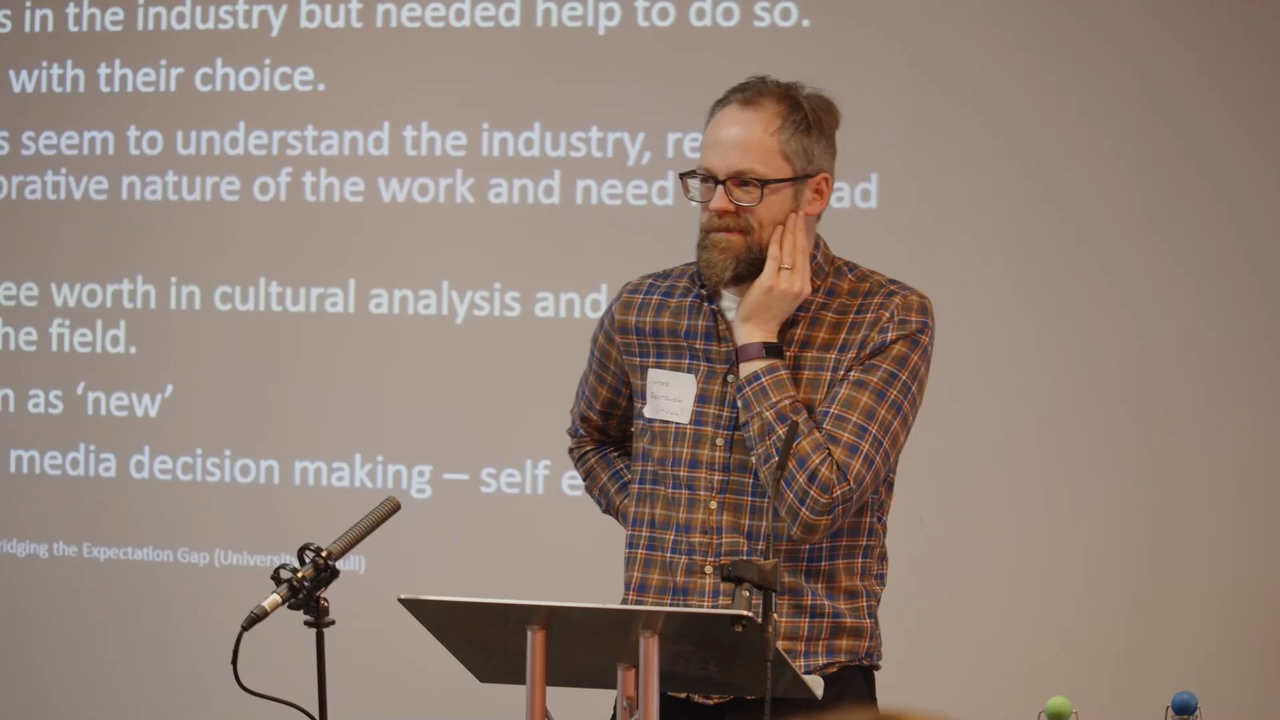 s in the industry but needed help to do so.
with their choice.
s seem to understand the industry, re
orative nature of the work and need ad
ee worth in cultural analysis and
he field.
n as ‘new’
media decision making – self e
ridging the Expectation Gap (Universit ull)